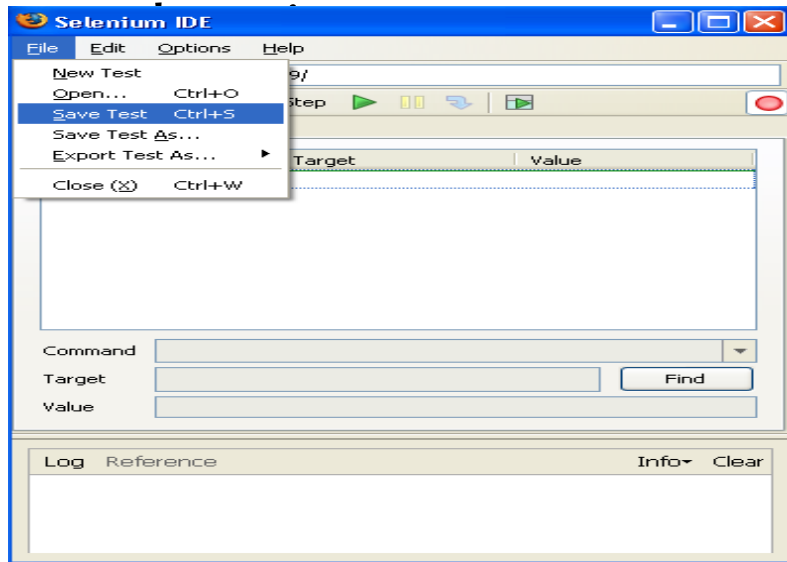 Selenium IDE
File Edit Options Help
New Test
9/
Open... Ctrl+O
Step
Save Test Ctrl+S
Save Test As...
Export Test As...
Target Value
Close (X) Ctrl+W
Command
Target Find
Value
Log Reference Info Clear